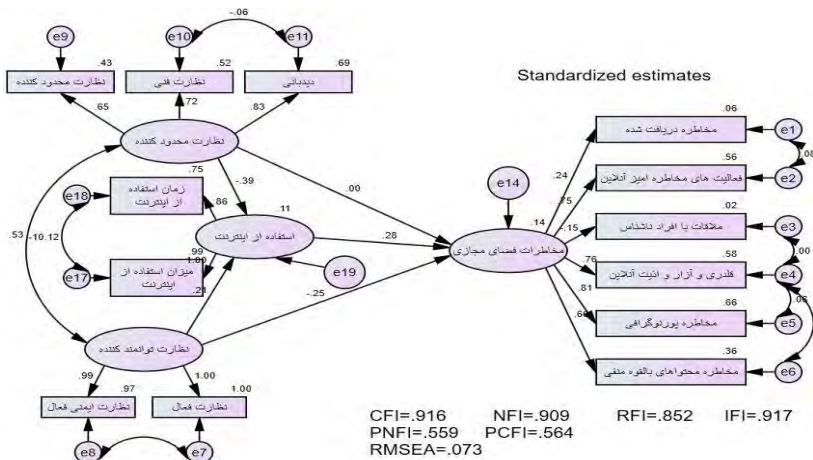 e9
e10
-.06
e11
.43
.52
.69
نظارت محدود کننده
نظارت فنی
دیدبانی
.65
.72
.83
Standardized estimates
نظارت محدود کننده
.75
-.39
.00
زمان استفاده
از اینترنت
e18
.86
.11
.53
-10.12
استفاده از اینترنت
.28
.99
1.00
e19
میزان استفاده از
اینترنت
e17
.21
-.25
نظارت توانمند کننده
.99
1.00
.97
1.00
نظارت ایمنی فعال
نظارت فعال
e8
e7
e14
.14
مخاطرات فضای مجازی
.06
مخاطره دریافت شده
e1
.24
.08
.56
فعالیت های مخاطره امیز آنلاین
e2
.75
.02
ملاقات با افراد ناشناس
e3
-.15
.00
.58
قلدری و آزار و اذیت آنلاین
e4
.76
.06
.66
مخاطره پورنوگرافی
e5
.81
.36
مخاطره محتواهای بالقوه منفی
e6
CFI=.916 NFI=.909 RFI=.852 IFI=.917
PNFI=.559 PCFI=.564
RMSEA=.073